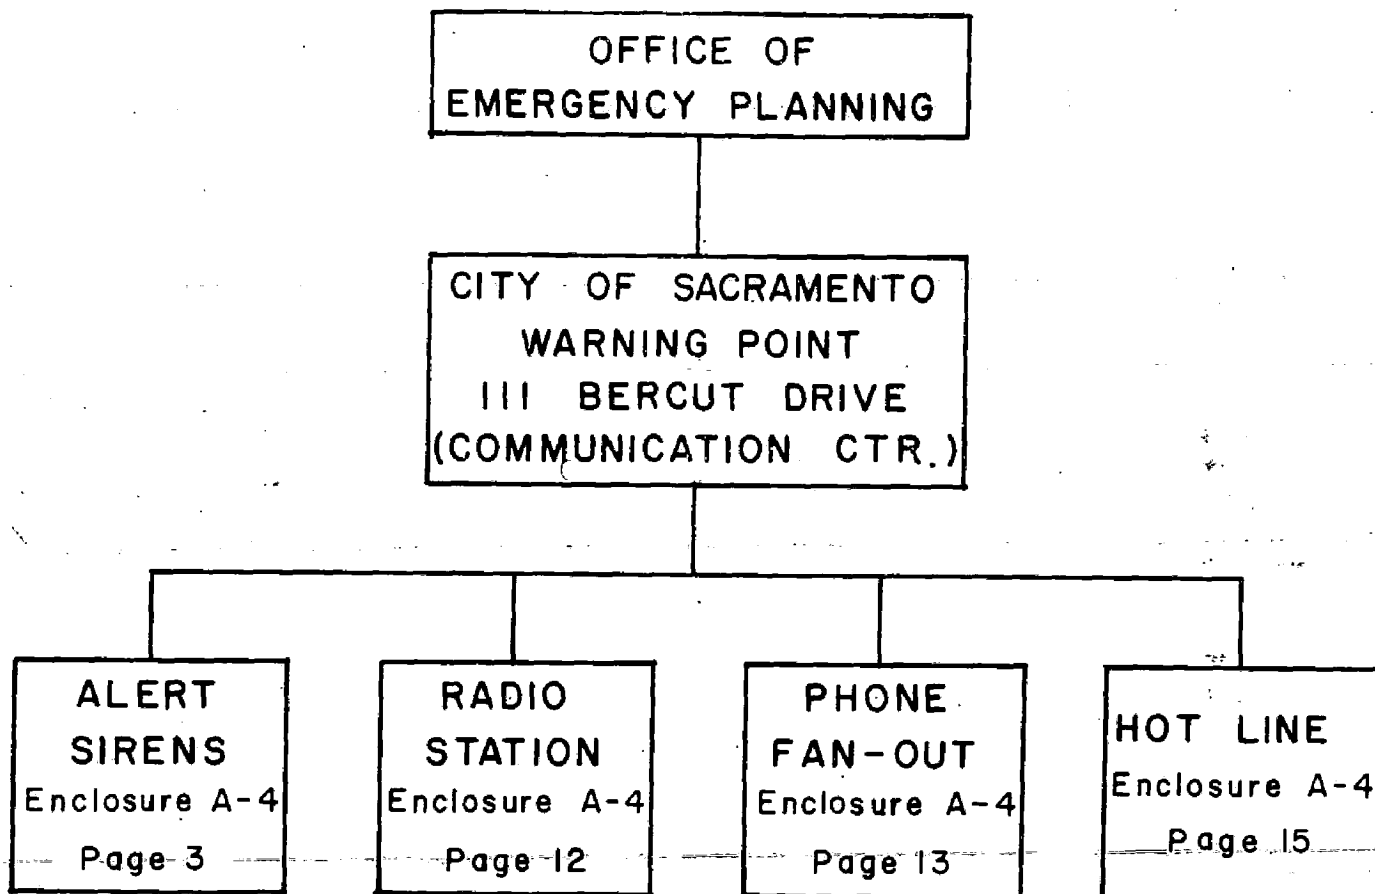 OFFICE OF
EMERGENCY PLANNING
CITY OF SACRAMENTO
WARNING POINT
111 BERCUT DRIVE
(COMMUNICATION CTR.)
ALERT
SIRENS
Enclosure A-4
Page 3
RADIO
STATION
Enclosure A-4
Page 12
PHONE
FAN-OUT
Enclosure A-4
Page 13
HOT LINE
Enclosure A-4
Page 15